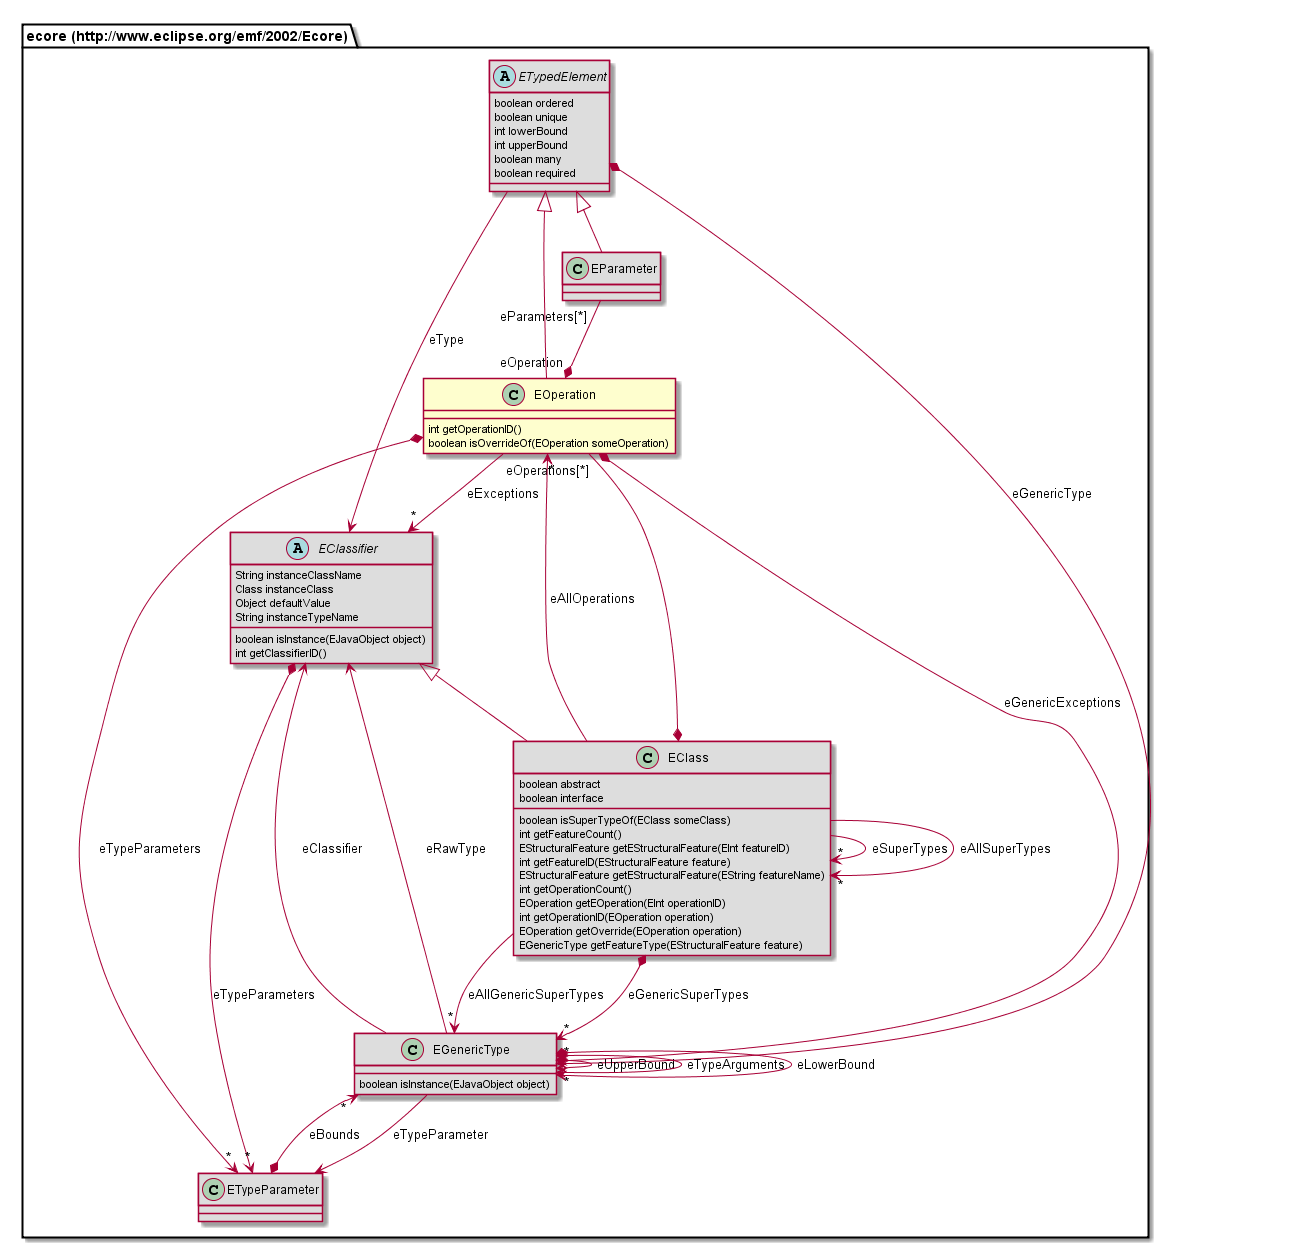 ecore (http://www.eclipse.org/emf/2002/Ecore)
A ETypedElement
boolean ordered
boolean unique
int lowerBound
int upperBound
boolean many
boolean required
C EParameter
eParameters[*]
eType
eOperation
C EOperation
int getOperationID()
boolean isOverrideOf(EOperation someOperation)
eOperations[*]
*
eExceptions
*
eGenericType
A EClassifier
String instanceClassName
Class instanceClass
Object defaultValue
String instanceTypeName
boolean isInstance(EJavaObject object)
int getClassifierID()
eAllOperations
eGenericExceptions
C EClass
boolean abstract
boolean interface
boolean isSuperTypeOf(EClass someClass)
int getFeatureCount()
EStructuralFeature getEStructuralFeature(EInt featureID)
int getFeatureID(EStructuralFeature feature)
EStructuralFeature getEStructuralFeature(EString featureName)
int getOperationCount()
EOperation getEOperation(EInt operationID)
int getOperationID(EOperation operation)
EOperation getOverride(EOperation operation)
EGenericType getFeatureType(EStructuralFeature feature)
eTypeParameters
eClassifier
eRawType
*
eSuperTypes
eAllSuperTypes
*
eTypeParameters
eAllGenericSuperTypes
eGenericSuperTypes
*
*
C EGenericType
boolean isInstance(EJavaObject object)
*
eUpperBound
eTypeArguments
eLowerBound
*
*
eBounds
eTypeParameter
*
*
C ETypeParameter